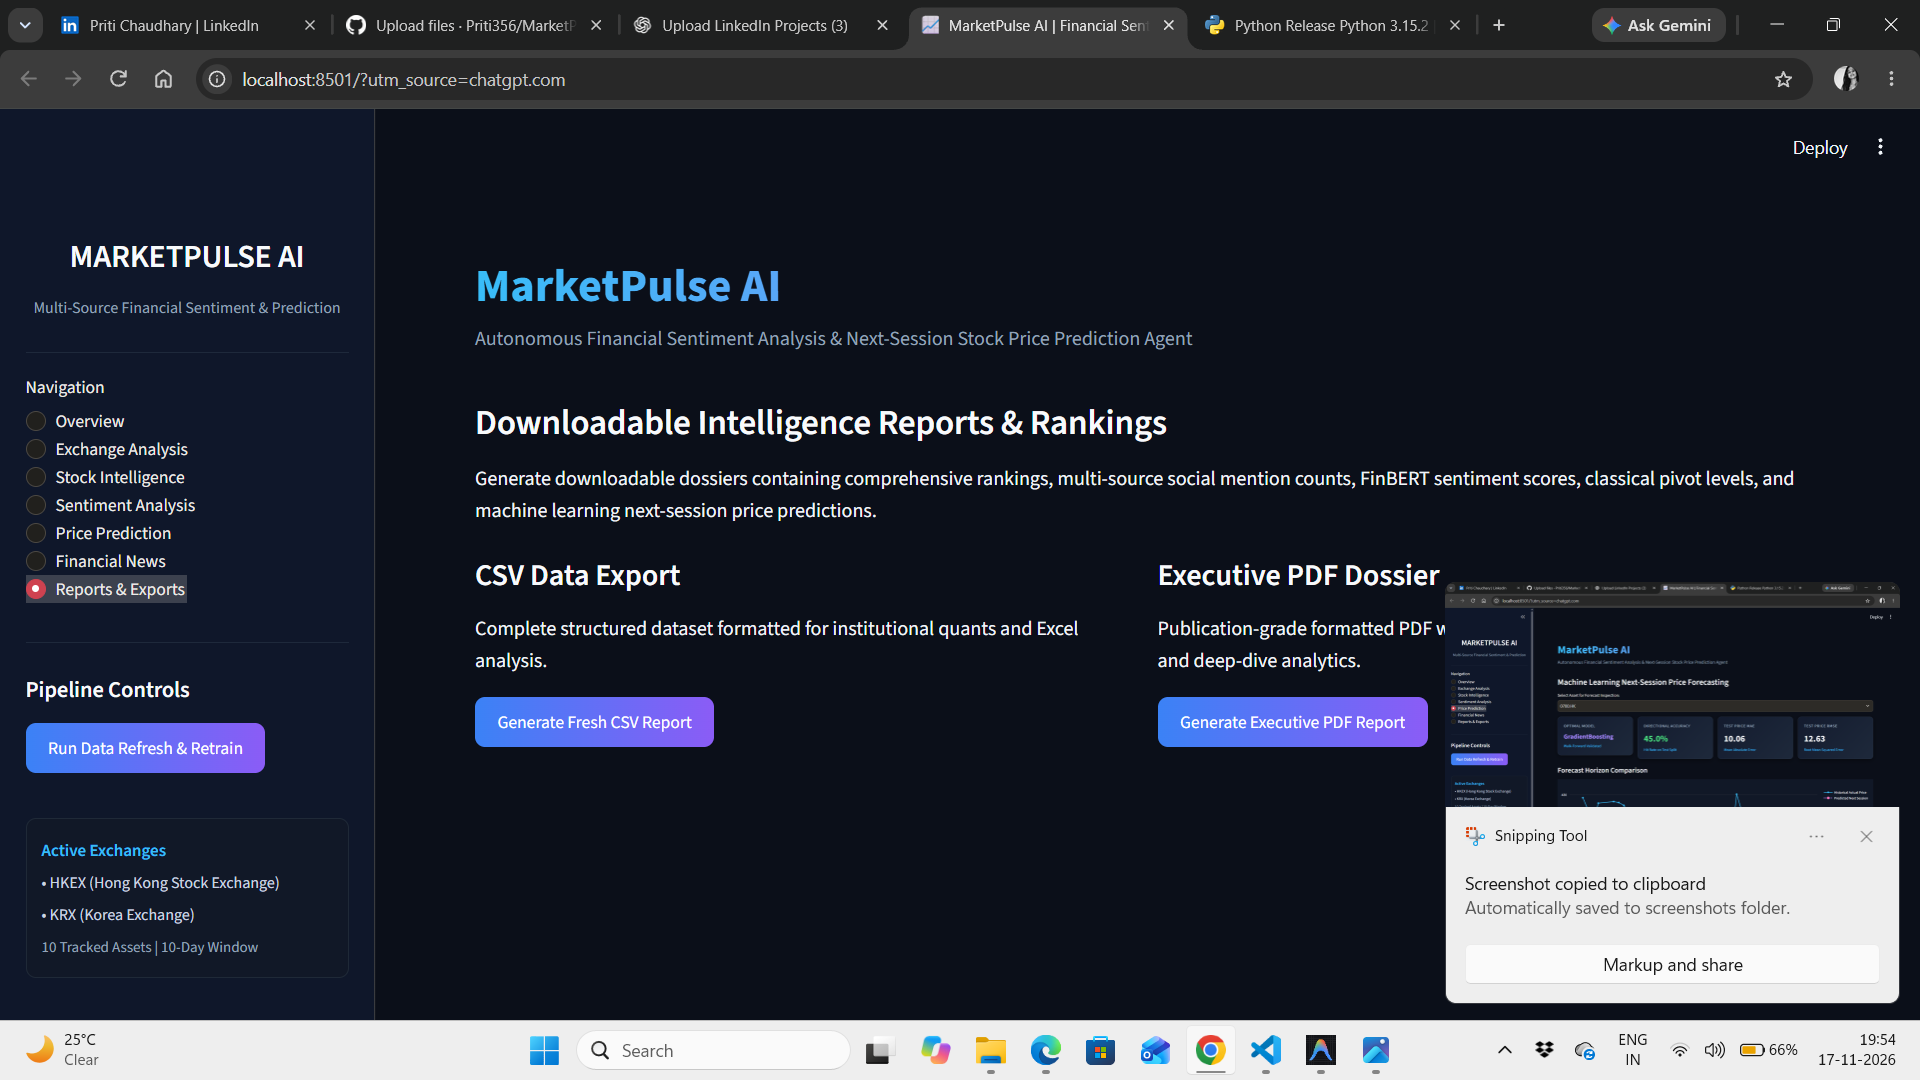 Priti Chaudhary | LinkedIn
Upload files · Priti356/MarketP
Upload LinkedIn Projects (3)
MarketPulse AI | Financial Sen
Python Release Python 3.15.2
Ask Gemini
localhost:8501/?utm_source=chatgpt.com
Deploy
MARKETPULSE AI
Multi-Source Financial Sentiment & Prediction
Navigation
Overview
Exchange Analysis
Stock Intelligence
Sentiment Analysis
Price Prediction
Financial News
Reports & Exports
Pipeline Controls
Run Data Refresh & Retrain
Active Exchanges
• HKEX (Hong Kong Stock Exchange)
• KRX (Korea Exchange)
10 Tracked Assets | 10-Day Window
MarketPulse AI
Autonomous Financial Sentiment Analysis & Next-Session Stock Price Prediction Agent
Downloadable Intelligence Reports & Rankings
Generate downloadable dossiers containing comprehensive rankings, multi-source social mention counts, FinBERT sentiment scores, classical pivot levels, and
machine learning next-session price predictions.
CSV Data Export
Complete structured dataset formatted for institutional quants and Excel
analysis.
Generate Fresh CSV Report
Executive PDF Dossier
Publication-grade formatted PDF w
and deep-dive analytics.
Generate Executive PDF Report
MARKETPULSE AI
MarketPulse AI
Machine Learning Next-Session Price Forecasting
GradientBoosting
45.0%
10.06
12.63
Forecast Horizon Comparison
Pipeline Controls
Snipping Tool
Screenshot copied to clipboard
Automatically saved to screenshots folder.
Markup and share
25°C
Clear
Search
ENG
IN
66%
19:54
17-11-2026